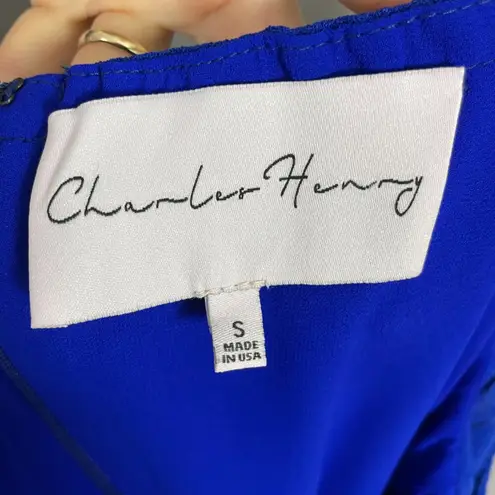 Charles Henry
S
MADE
IN USA